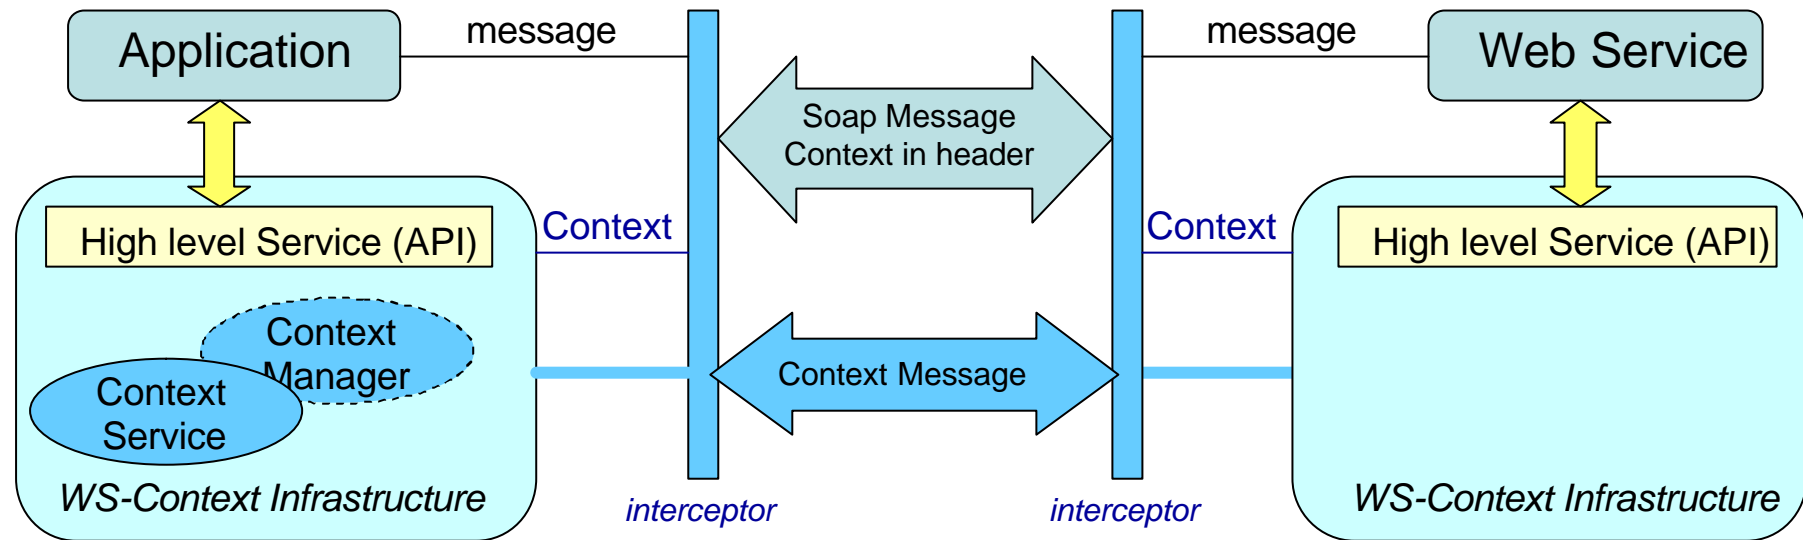 Application
message
message
Web Service
Soap Message
Context in header
High level Service (API)
Context
Context
High level Service (API)
Context
Manager
Context
Service
Context Message
WS-Context Infrastructure
interceptor
interceptor
WS-Context Infrastructure